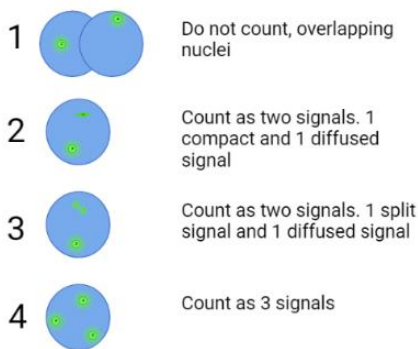 1
Do not count, overlapping
nuclei
2
Count as two signals. 1
compact and 1 diffused
signal
3
Count as two signals. 1 split
signal and 1 diffused signal
4
Count as 3 signals